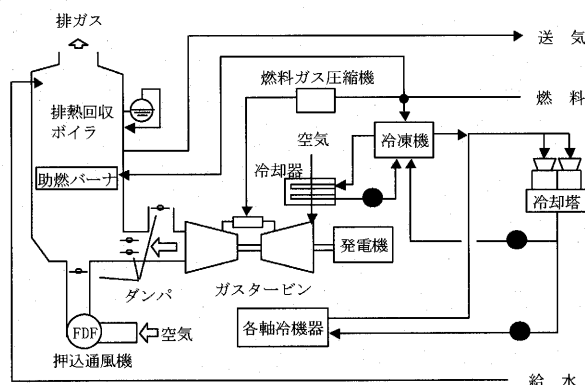 排ガス
送 気
燃料ガス圧縮機
燃 料
排熱回収
ボイラ
空気
冷凍機
冷却器
助燃バーナ
冷却塔
発電機
ダンパ
ガスタービン
各軸冷機器
FDF
空気
押込通風機
給 水